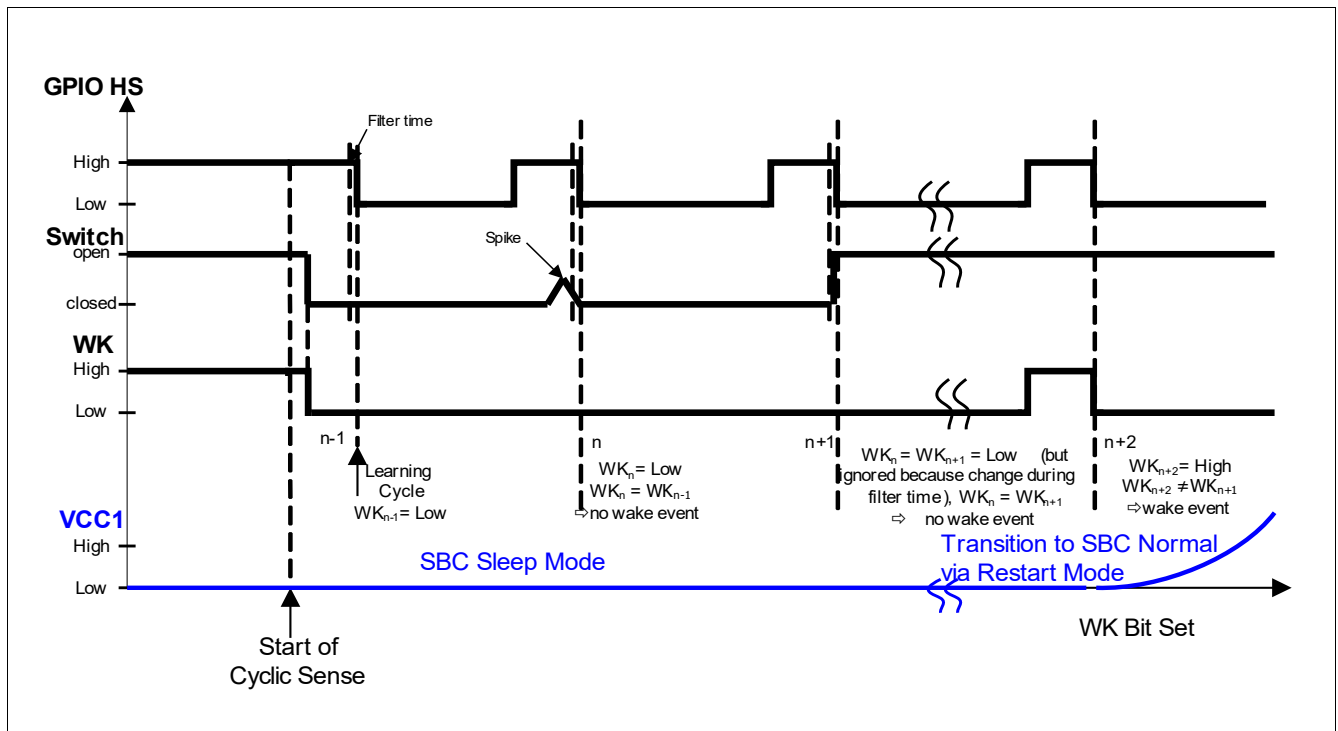 GPIO HS
Filter time
High
Low
Switch
open
Spike
closed
WK
High
Low
n-1
n
n+1
n+2
Learning
Cycle
WKn-1= Low
WKn = Low
WKn = WKn-1
⇨no wake event
WKn = WKn+1 = Low (but
ignored because change during
filter time), WKn = WKn+1
⇨ no wake event
WKn+2= High
WKn+2 ≠WKn+1
⇨wake event
VCC1
High
Low
SBC Sleep Mode
Transition to SBC Normal
via Restart Mode
Start of
Cyclic Sense
WK Bit Set